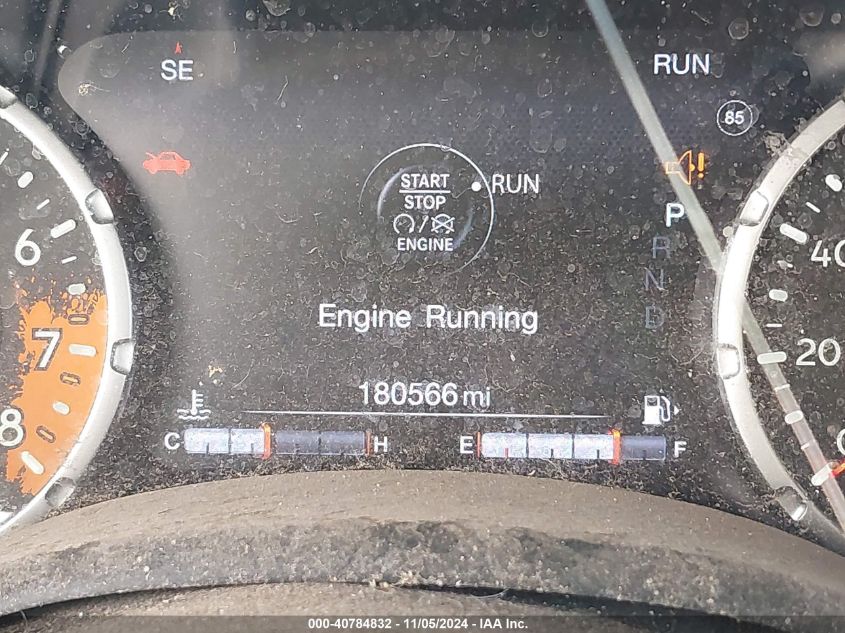 SE
RUN
85
START
STOP
ENGINE
RUN
P
R
N
D
Engine Running
180566 mi
C H
E F
6
7
8
40
20
0
000-40784832 - 11/05/2024 - IAA Inc.